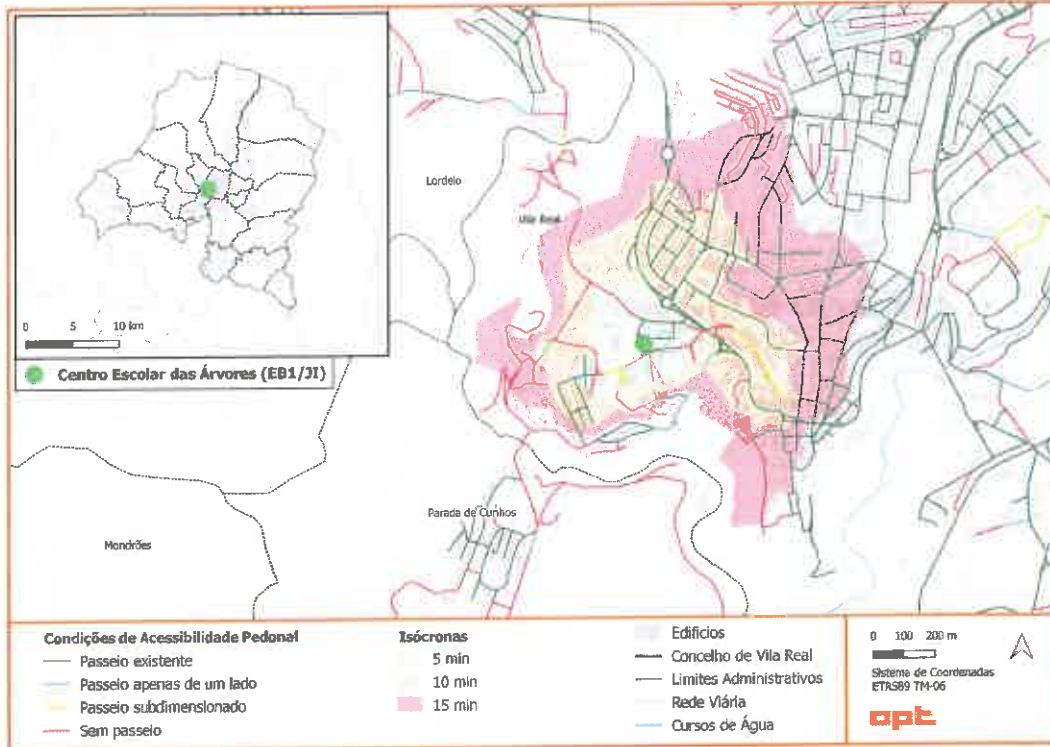 0 5 10 km
Centro Escolar das Árvores (EB1/JI)
Lordelo
Vila Real
Parada de Cunhos
Mondrões
Condições de Acessibilidade Pedonal
Passeio existente
Passeio apenas de um lado
Passeio subdimensionado
Sem passeio
Isócronas
5 min
10 min
15 min
Edifícios
Concelho de Vila Real
Limites Administrativos
Rede Viária
Cursos de Água
0 100 200 m
Sistema de Coordenadas
ETRS89 TM-06
opt